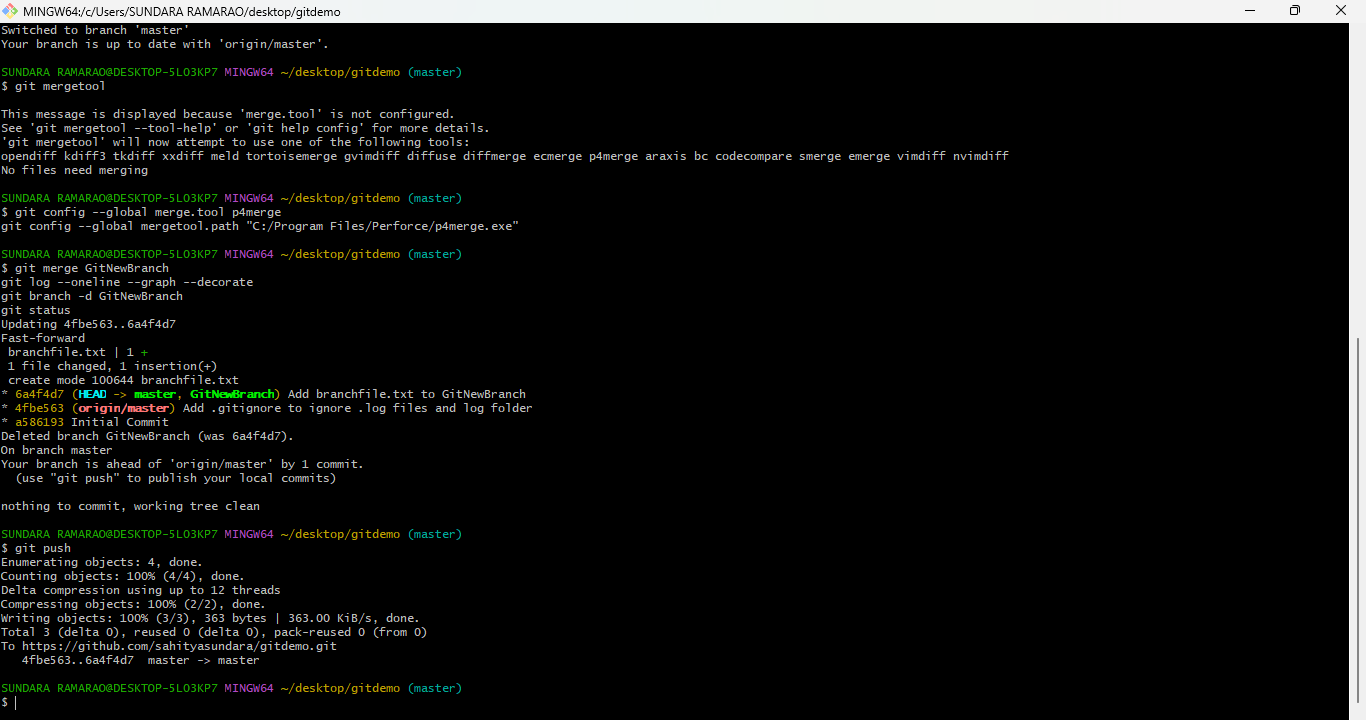 MINGW64:/c/Users/SUNDARA RAMARAO/desktop/gitdemo
Switched to branch 'master'
Your branch is up to date with 'origin/master'.
SUNDARA RAMARAO@DESKTOP-5LO3KP7 MINGW64 ~/desktop/gitdemo (master)
$ git mergetool
This message is displayed because 'merge.tool' is not configured.
See 'git mergetool --tool-help' or 'git help config' for more details.
'git mergetool' will now attempt to use one of the following tools:
opendiff kdiff3 tkdiff xxdiff meld tortoisemerge gvimdiff diffuse diffmerge ecmerge p4merge araxis bc codecompare smerge emerge vimdiff nvimdiff
No files need merging
SUNDARA RAMARAO@DESKTOP-5LO3KP7 MINGW64 ~/desktop/gitdemo (master)
$ git config --global merge.tool p4merge
git config --global mergetool.path "C:/Program Files/Perforce/p4merge.exe"
SUNDARA RAMARAO@DESKTOP-5LO3KP7 MINGW64 ~/desktop/gitdemo (master)
$ git merge GitNewBranch
git log --oneline --graph --decorate
git branch -d GitNewBranch
git status
Updating 4fbe563..6a4f4d7
Fast-forward
 branchfile.txt | 1 +
 1 file changed, 1 insertion(+)
 create mode 100644 branchfile.txt
* 6a4f4d7 (HEAD -> master, GitNewBranch) Add branchfile.txt to GitNewBranch
* 4fbe563 (origin/master) Add .gitignore to ignore .log files and log folder
* a586193 Initial Commit
Deleted branch GitNewBranch (was 6a4f4d7).
On branch master
Your branch is ahead of 'origin/master' by 1 commit.
  (use "git push" to publish your local commits)
nothing to commit, working tree clean
SUNDARA RAMARAO@DESKTOP-5LO3KP7 MINGW64 ~/desktop/gitdemo (master)
$ git push
Enumerating objects: 4, done.
Counting objects: 100% (4/4), done.
Delta compression using up to 12 threads
Compressing objects: 100% (2/2), done.
Writing objects: 100% (3/3), 363 bytes | 363.00 KiB/s, done.
Total 3 (delta 0), reused 0 (delta 0), pack-reused 0 (from 0)
To https://github.com/sahityasundara/gitdemo.git
   4fbe563..6a4f4d7  master -> master
SUNDARA RAMARAO@DESKTOP-5LO3KP7 MINGW64 ~/desktop/gitdemo (master)
$